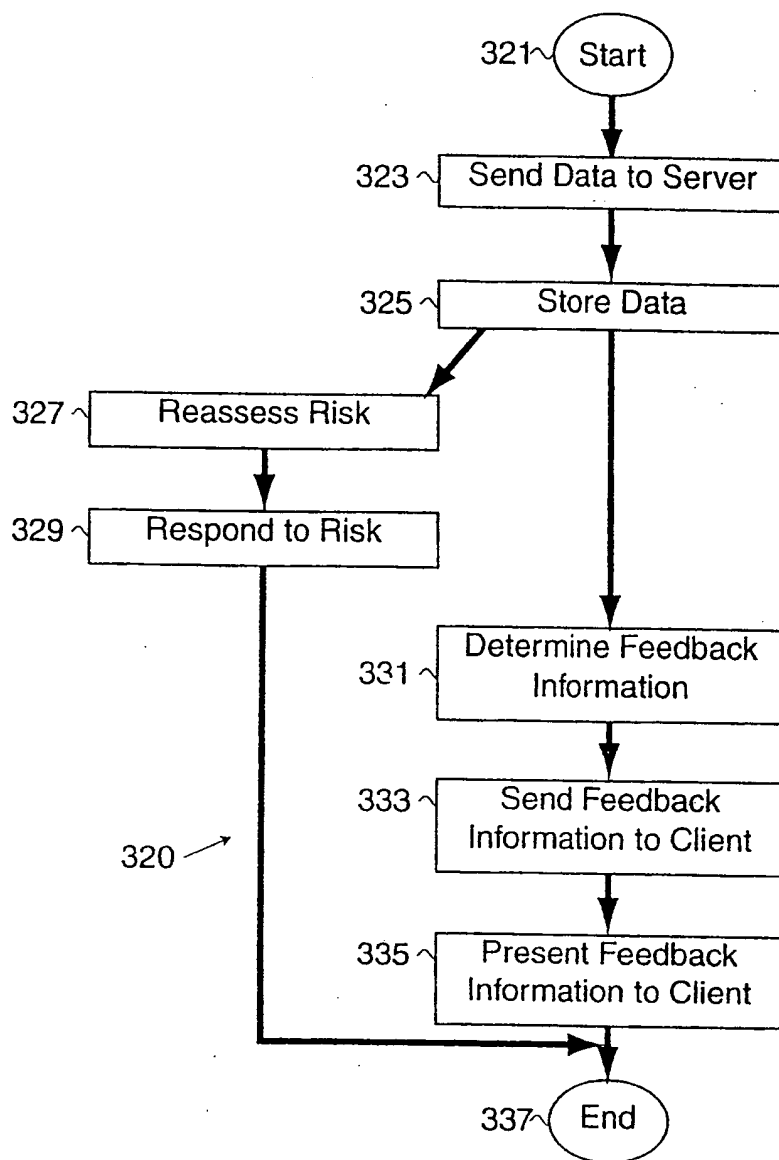 321 Start
323 Send Data to Server
325 Store Data
327 Reassess Risk
329 Respond to Risk
331 Determine Feedback
Information
333 Send Feedback
Information to Client
320
335 Present Feedback
Information to Client
337 End